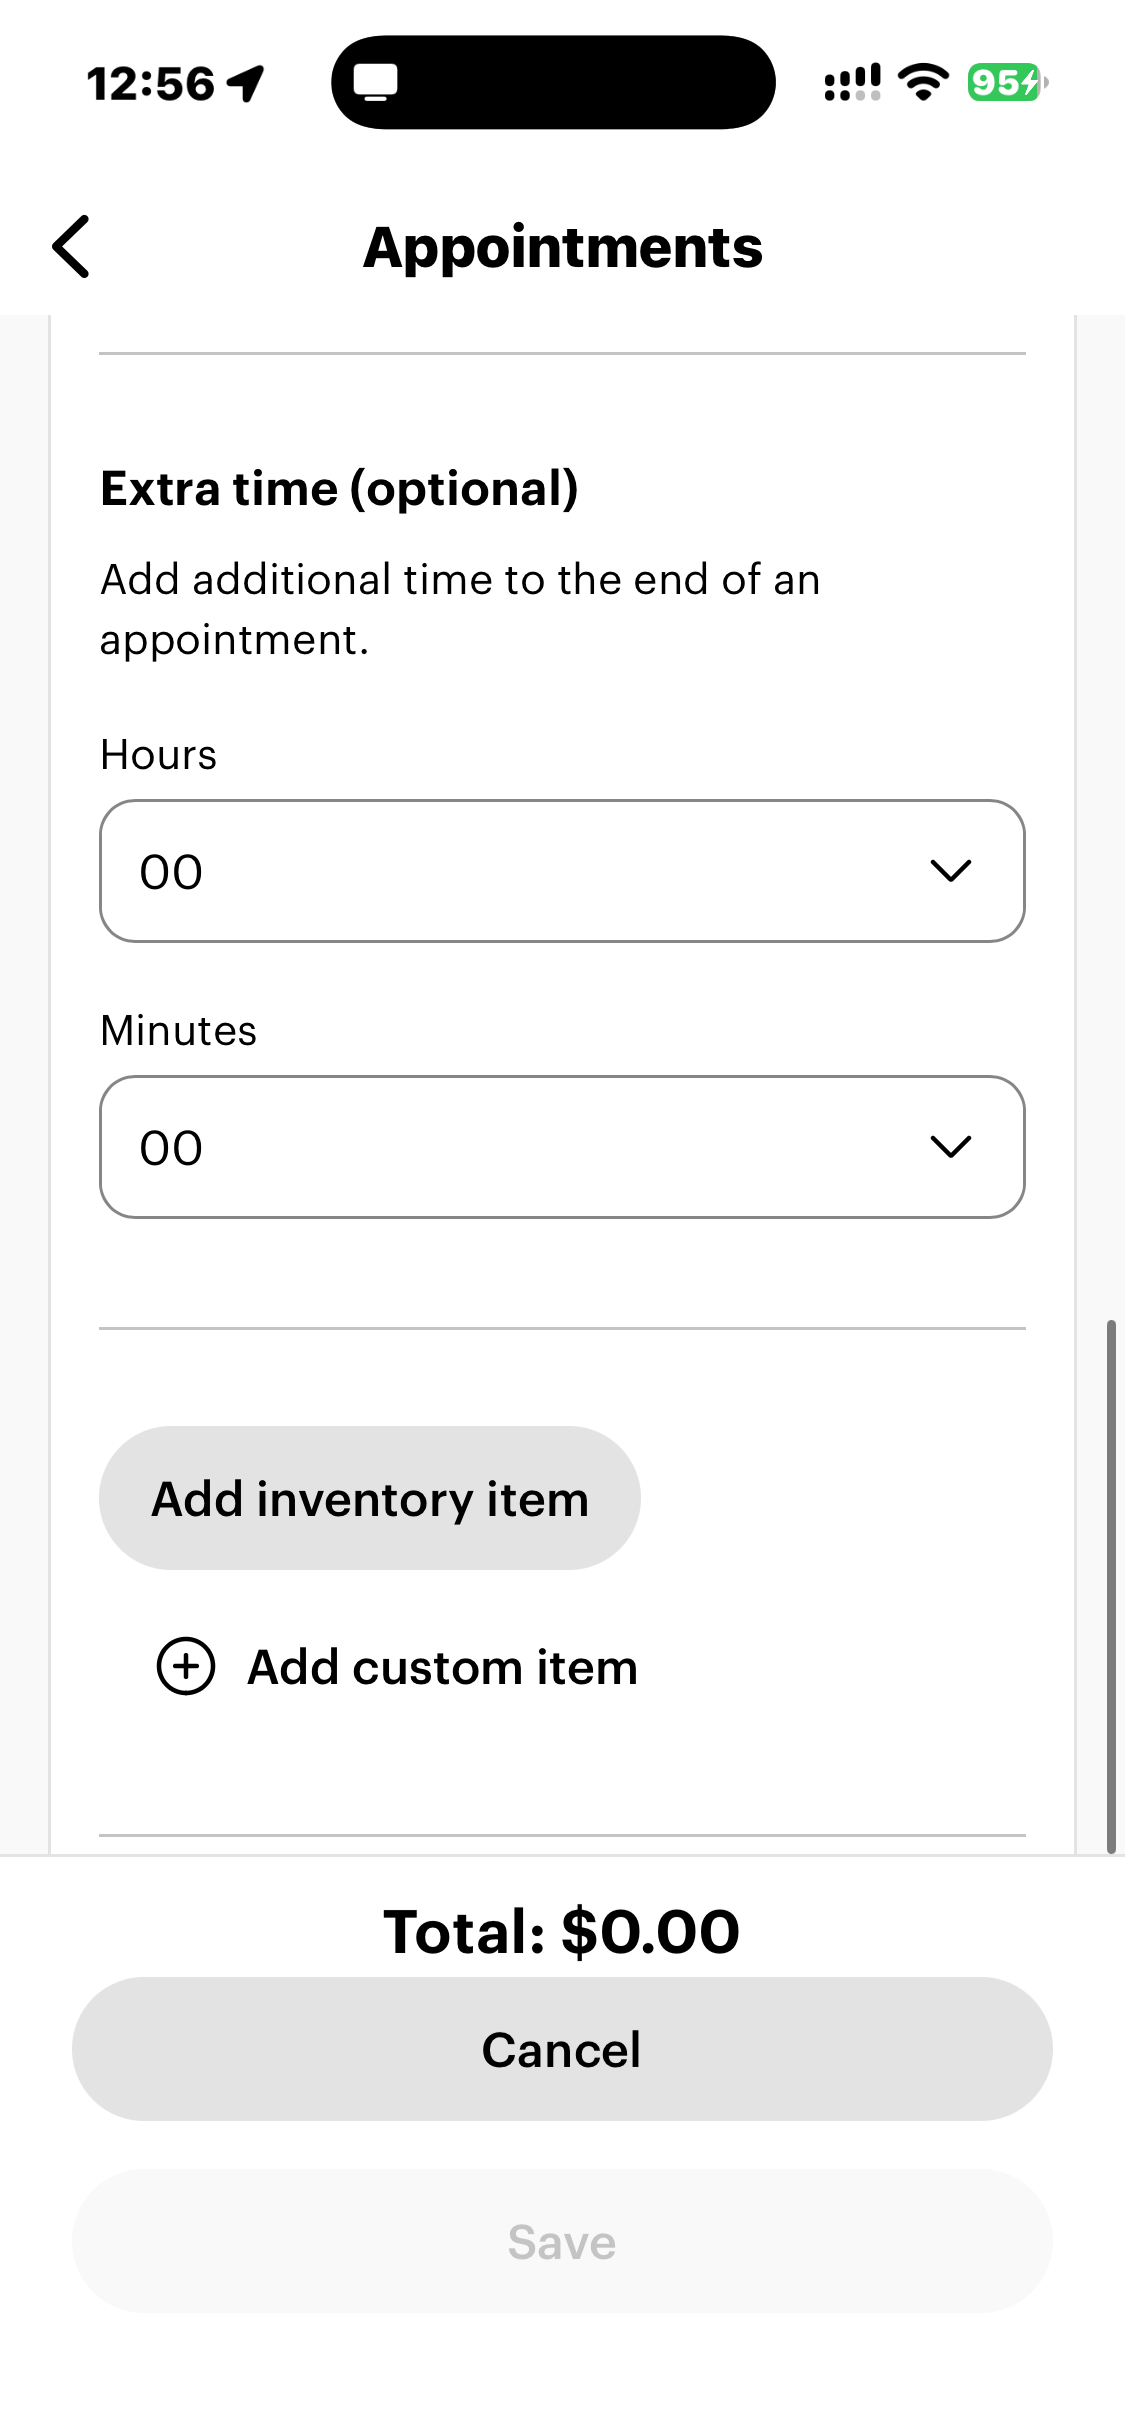 12:56
95
Appointments
Extra time (optional)
Add additional time to the end of an
appointment.
Hours
00
Minutes
00
Add inventory item
Add custom item
Total: $0.00
Cancel
Save